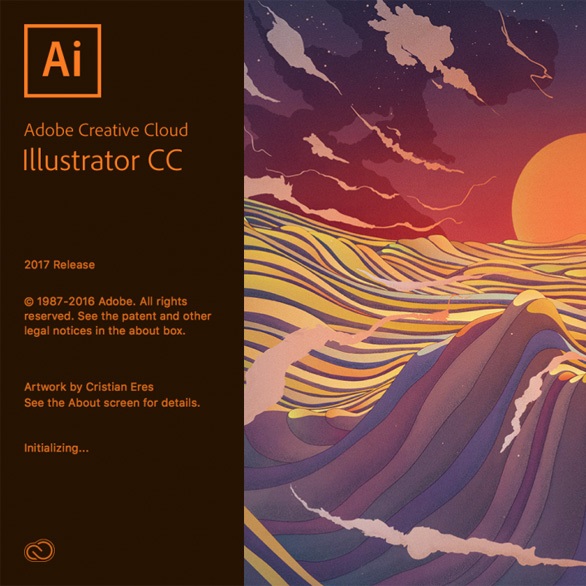 Ai
Adobe Creative Cloud
Illustrator CC
2017 Release
© 1987-2016 Adobe. All rights
reserved. See the patent and other
legal notices in the about box.
Artwork by Cristian Eres
See the About screen for details.
Initializing...